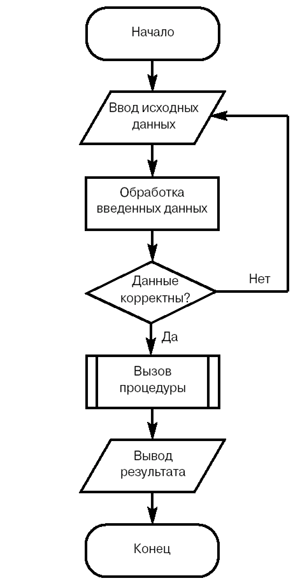 Начало
Ввод исходных
данных
Обработка
введенных данных
Данные
корректны?
Нет
Да
Вызов
процедуры
Вывод
результата
Конец